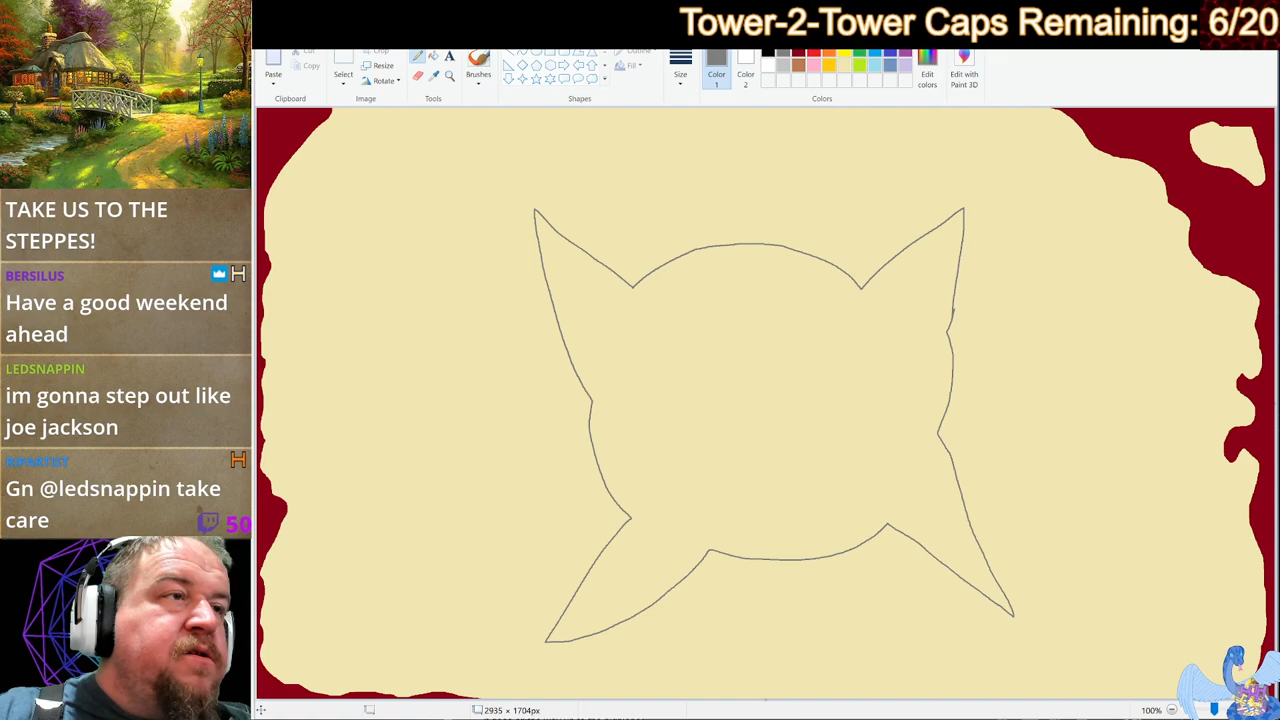 Tower-2-Tower Caps Remaining: 6/20
Paste
Cut
Copy
Clipboard
Select
Crop
Resize
Rotate
Image
A
Tools
Brushes
Outline
Fill
Shapes
Size
Color
1
Color
2
Colors
Edit
colors
Edit with
Paint 3D
TAKE US TO THE
STEPPES!
BERSILUS
Have a good weekend
ahead
LEDSNAPPIN
im gonna step out like
joe jackson
RIPARTIST
Gn @ledsnappin take
care
50
2935 × 1704px
100%